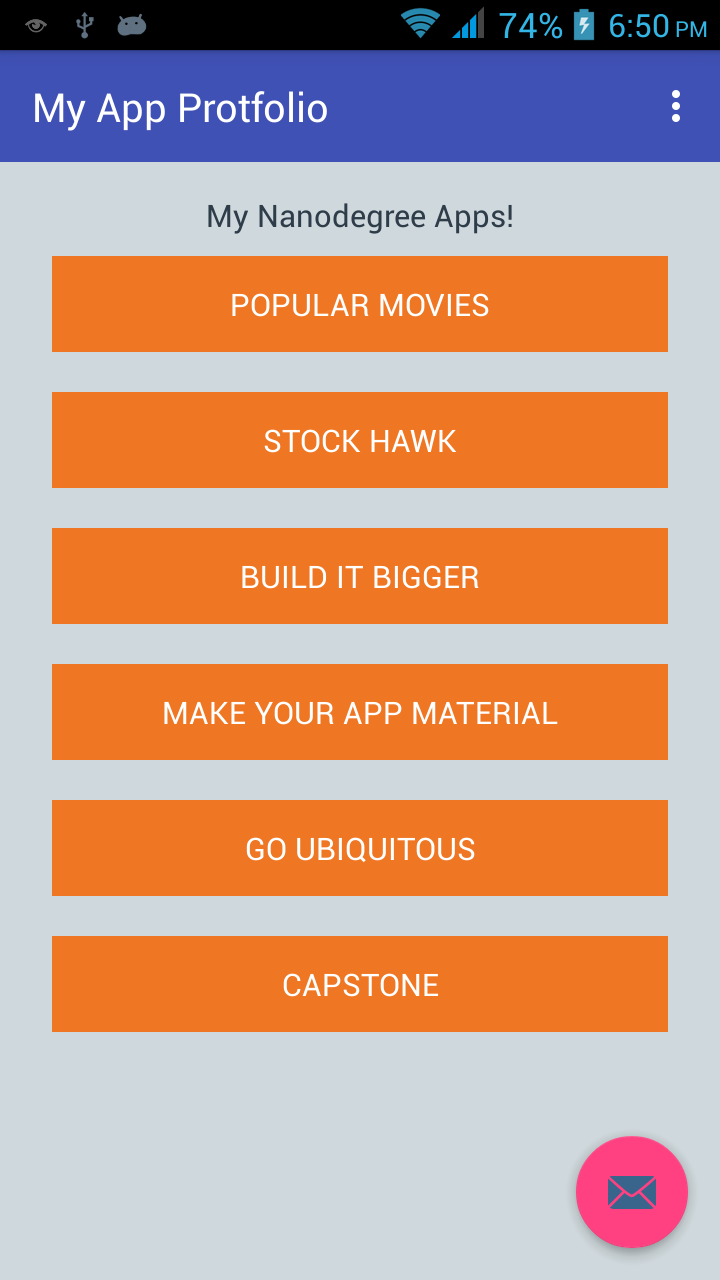 74% 6:50 PM
My App Protfolio
My Nanodegree Apps!
POPULAR MOVIES
STOCK HAWK
BUILD IT BIGGER
MAKE YOUR APP MATERIAL
GO UBIQUITOUS
CAPSTONE